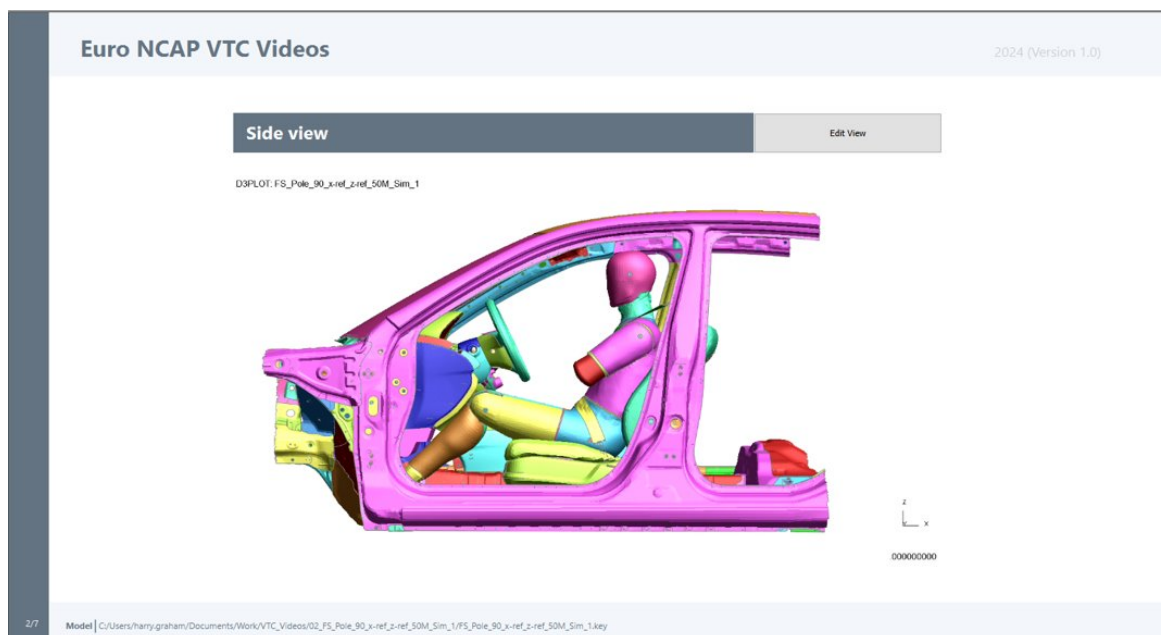 Euro NCAP VTC Videos
2024 (Version 1.0)
Side view
Edit View
D3PLOT: FS_Pole_90_x-ref_z-ref_50M_Sim_1
z
x
.000000000
2/7
Model | C:/Users/harry.graham/Documents/Work/VTC_Videos/02_FS_Pole_90_x-ref_z-ref_50M_Sim_1/FS_Pole_90_x-ref_z-ref_50M_Sim_1.key